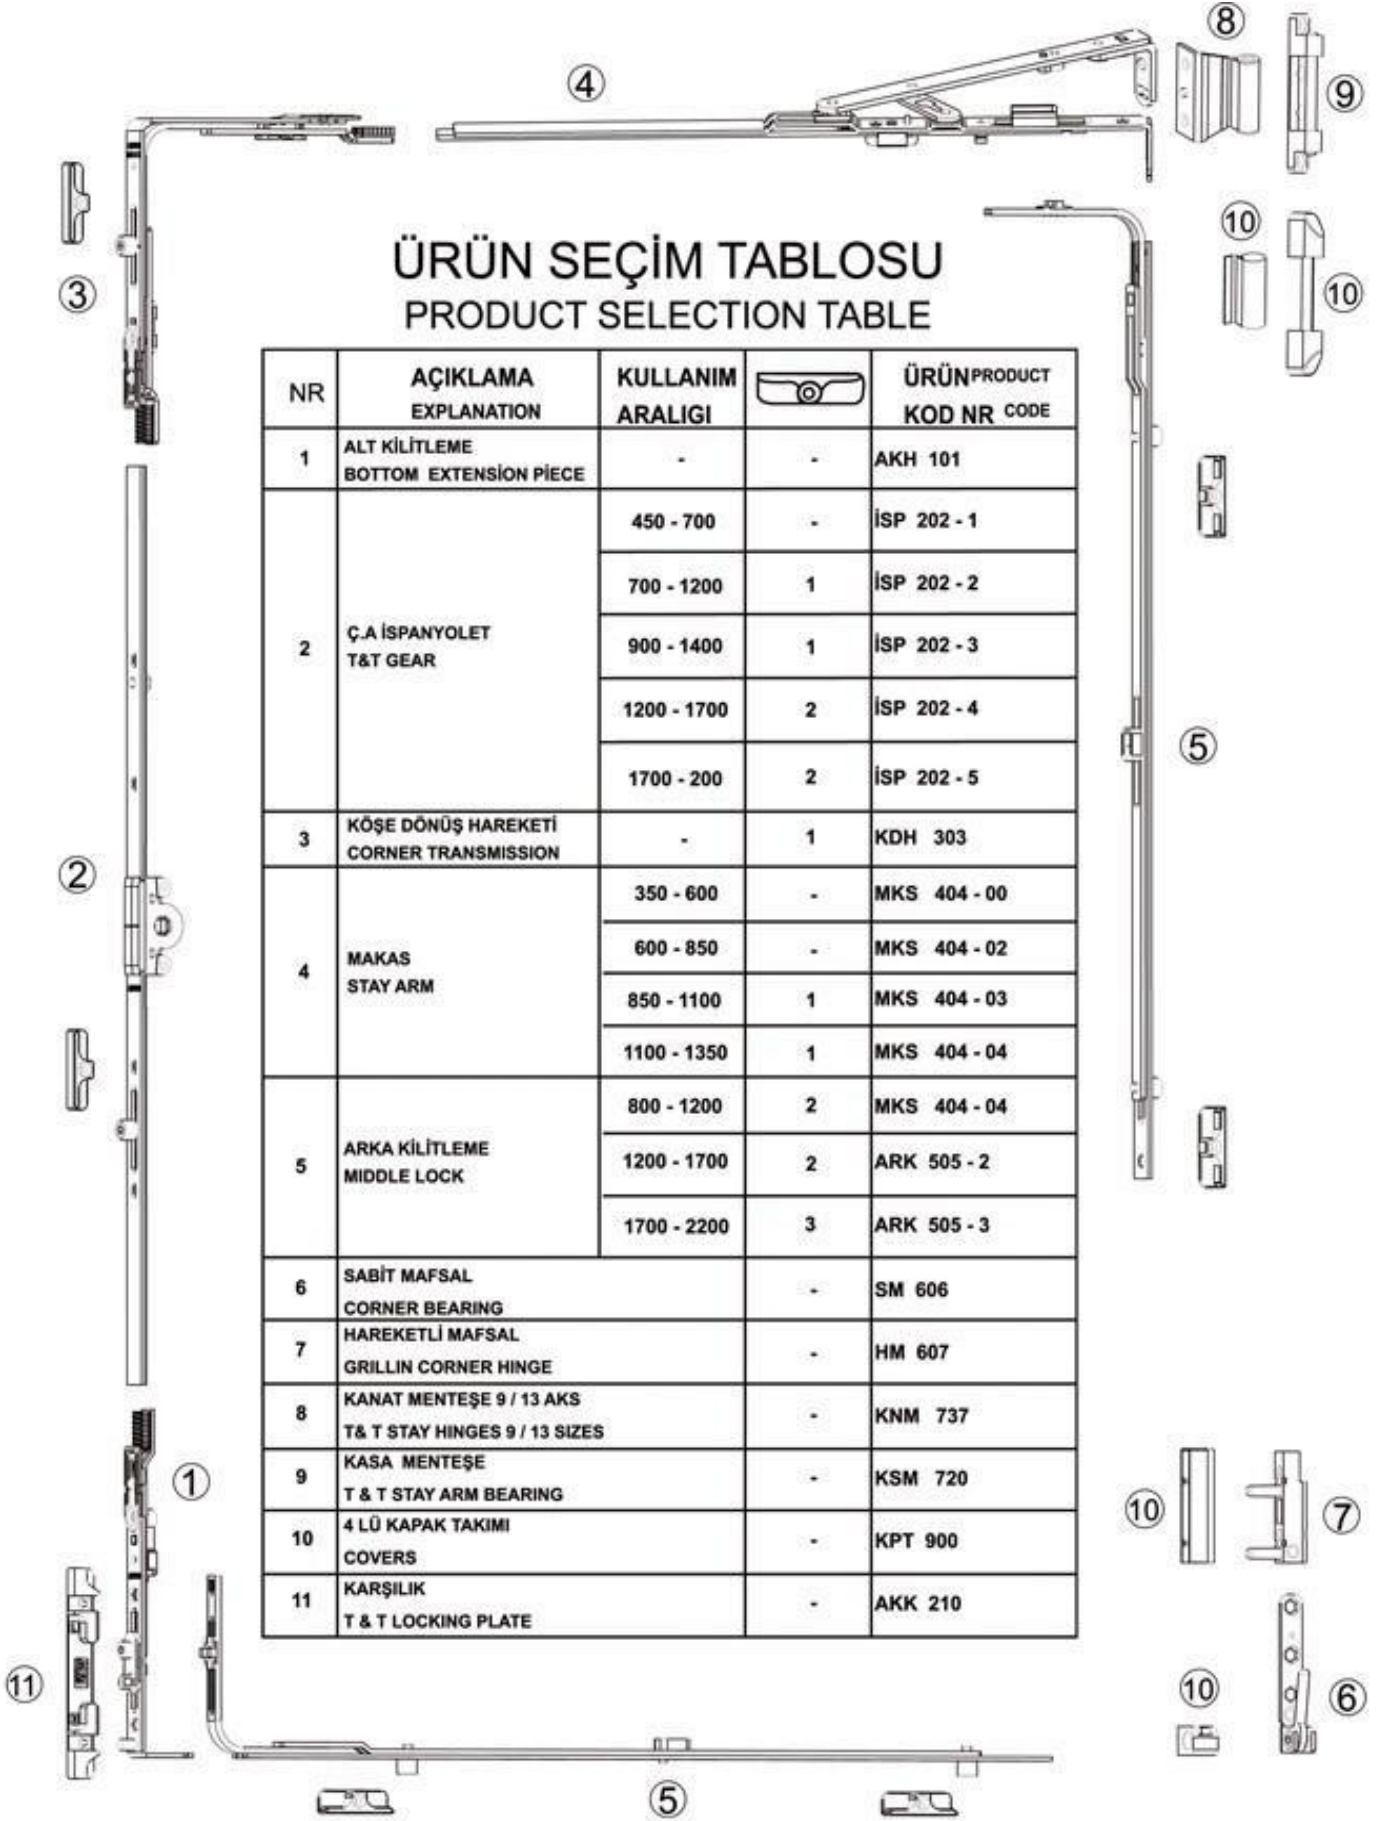 8
4
9
10
3
10
ÜRÜN SEÇİM TABLOSU
PRODUCT SELECTION TABLE
NR AÇIKLAMA EXPLANATION KULLANIM ARALIGI ÜRÜN PRODUCT KOD NR CODE
1 ALT KİLİTLEME - - AKH 101
BOTTOM EXTENSİON PİECE
450 - 700 - İSP 202 - 1
700 - 1200 1 İSP 202 - 2
2 Ç.A İSPANYOLET 900 - 1400 1 İSP 202 - 3
T&T GEAR
1200 - 1700 2 İSP 202 - 4
1700 - 200 2 İSP 202 - 5
3 KÖŞE DÖNÜŞ HAREKETİ - 1 KDH 303
CORNER TRANSMISSION
350 - 600 - MKS 404 - 00
600 - 850 - MKS 404 - 02
4 MAKAS
STAY ARM
850 - 1100 1 MKS 404 - 03
1100 - 1350 1 MKS 404 - 04
800 - 1200 2 MKS 404 - 04
5 ARKA KİLİTLEME 1200 - 1700 2 ARK 505 - 2
MIDDLE LOCK
1700 - 2200 3 ARK 505 - 3
6 SABİT MAFSAL - SM 606
CORNER BEARING
7 HAREKETLİ MAFSAL - HM 607
GRILLIN CORNER HINGE
8 KANAT MENTEŞE 9 / 13 AKS - KNM 737
T& T STAY HINGES 9 / 13 SIZES
9 KASA MENTEŞE - KSM 720
T & T STAY ARM BEARING
10 4 LÜ KAPAK TAKIMI - KPT 900
COVERS
11 KARŞILIK - AKK 210
T & T LOCKING PLATE
5
2
1
10
7
11
10
6
5